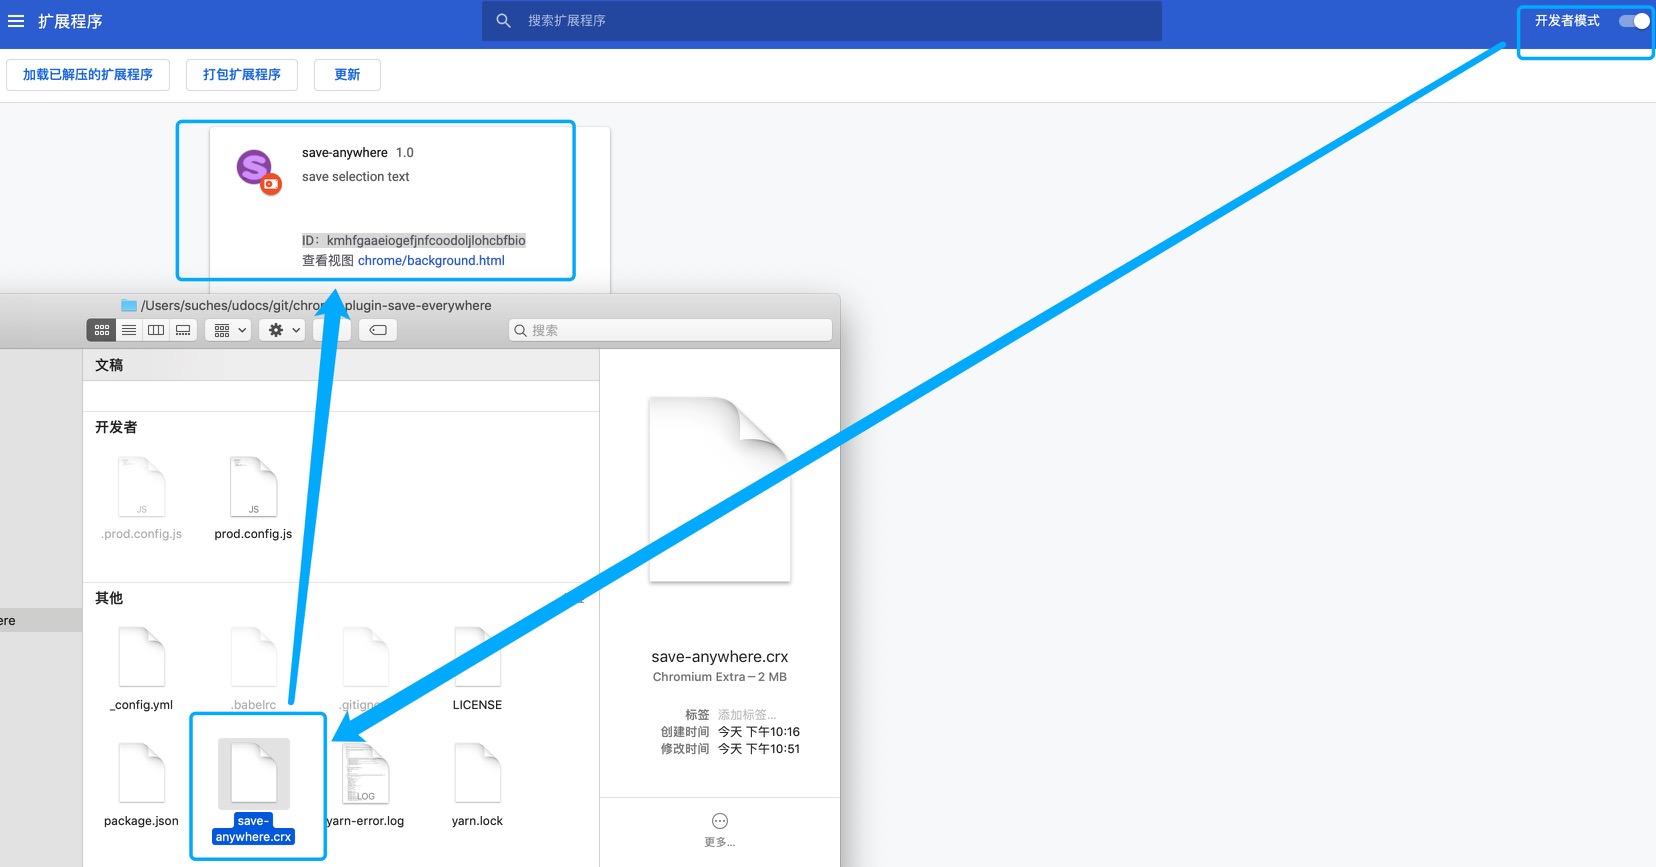 扩展程序
搜索扩展程序
开发者模式
加载已解压的扩展程序
打包扩展程序
更新
save-anywhere 1.0
save selection text
ID：kmhfgaaeiogefjnfcoodoljlohcbfbio
查看视图 chrome/background.html
/Users/suches/udocs/git/chro plugin-save-everywhere
搜索
文稿
开发者
JS
JS
.prod.config.js
prod.config.js
其他
ere
_config.yml
.babelrc
.gitigno
LICENSE
LOG
package.json
save-
anywhere.crx
yarn-error.log
yarn.lock
save-anywhere.crx
Chromium Extra – 2 MB
标签 添加标签...
创建时间 今天 下午10:16
修改时间 今天 下午10:51
更多...